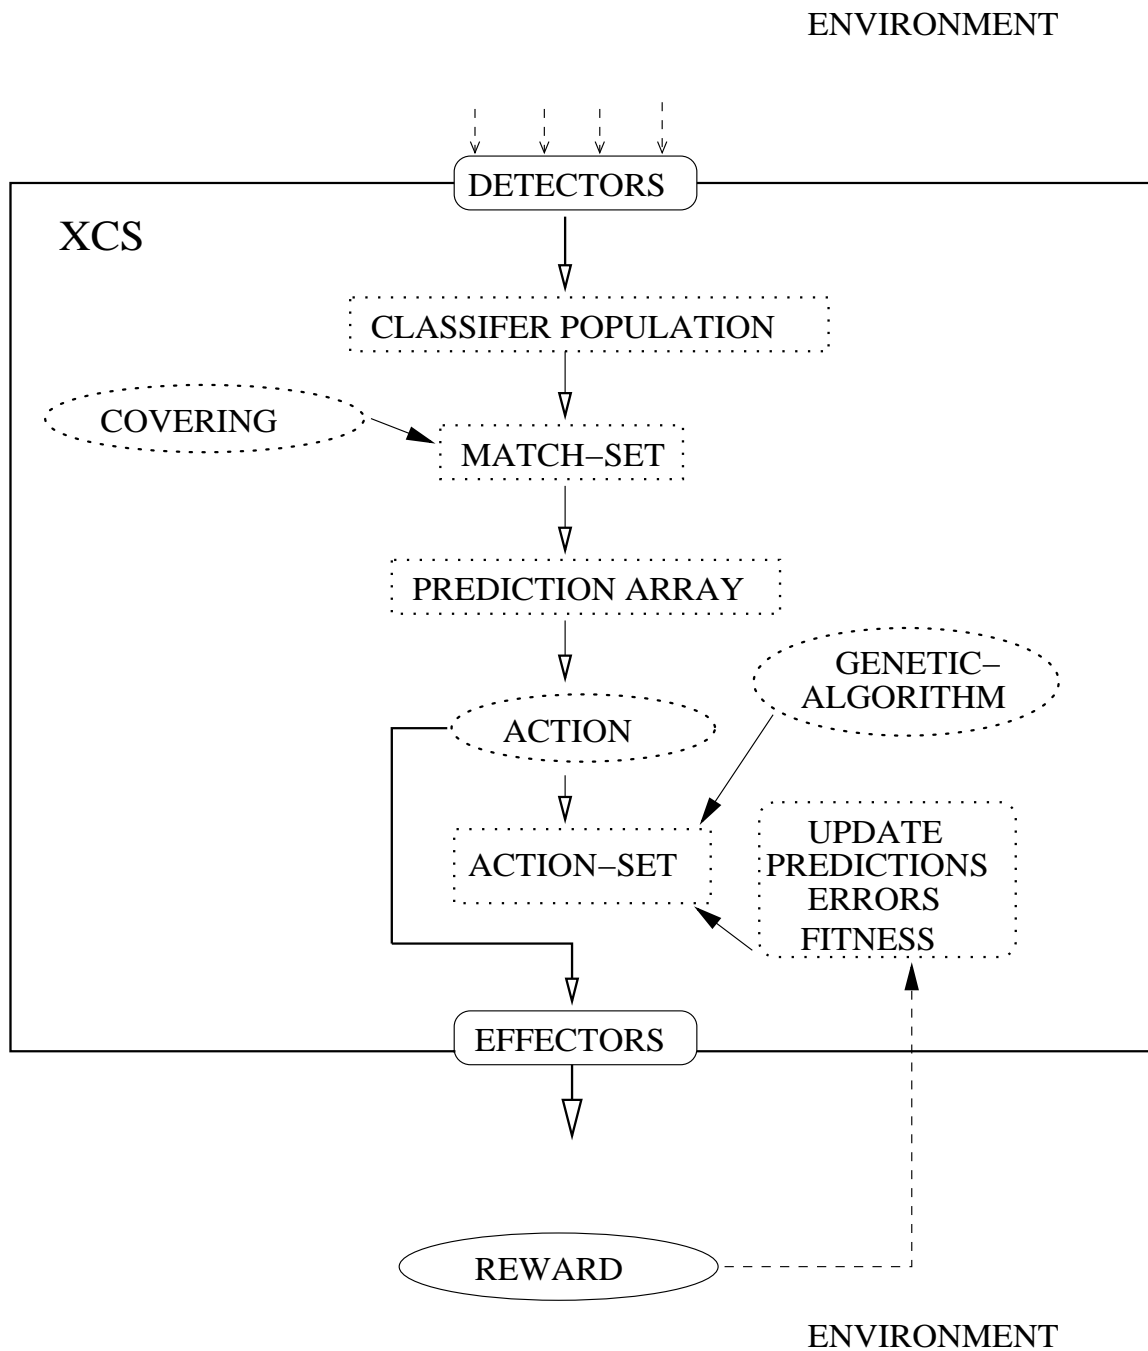 ENVIRONMENT
DETECTORS
XCS
CLASSIFER POPULATION
COVERING
MATCH−SET
PREDICTION ARRAY
GENETIC−
ALGORITHM
ACTION
UPDATE
PREDICTIONS
ERRORS
FITNESS
ACTION−SET
EFFECTORS
REWARD
ENVIRONMENT